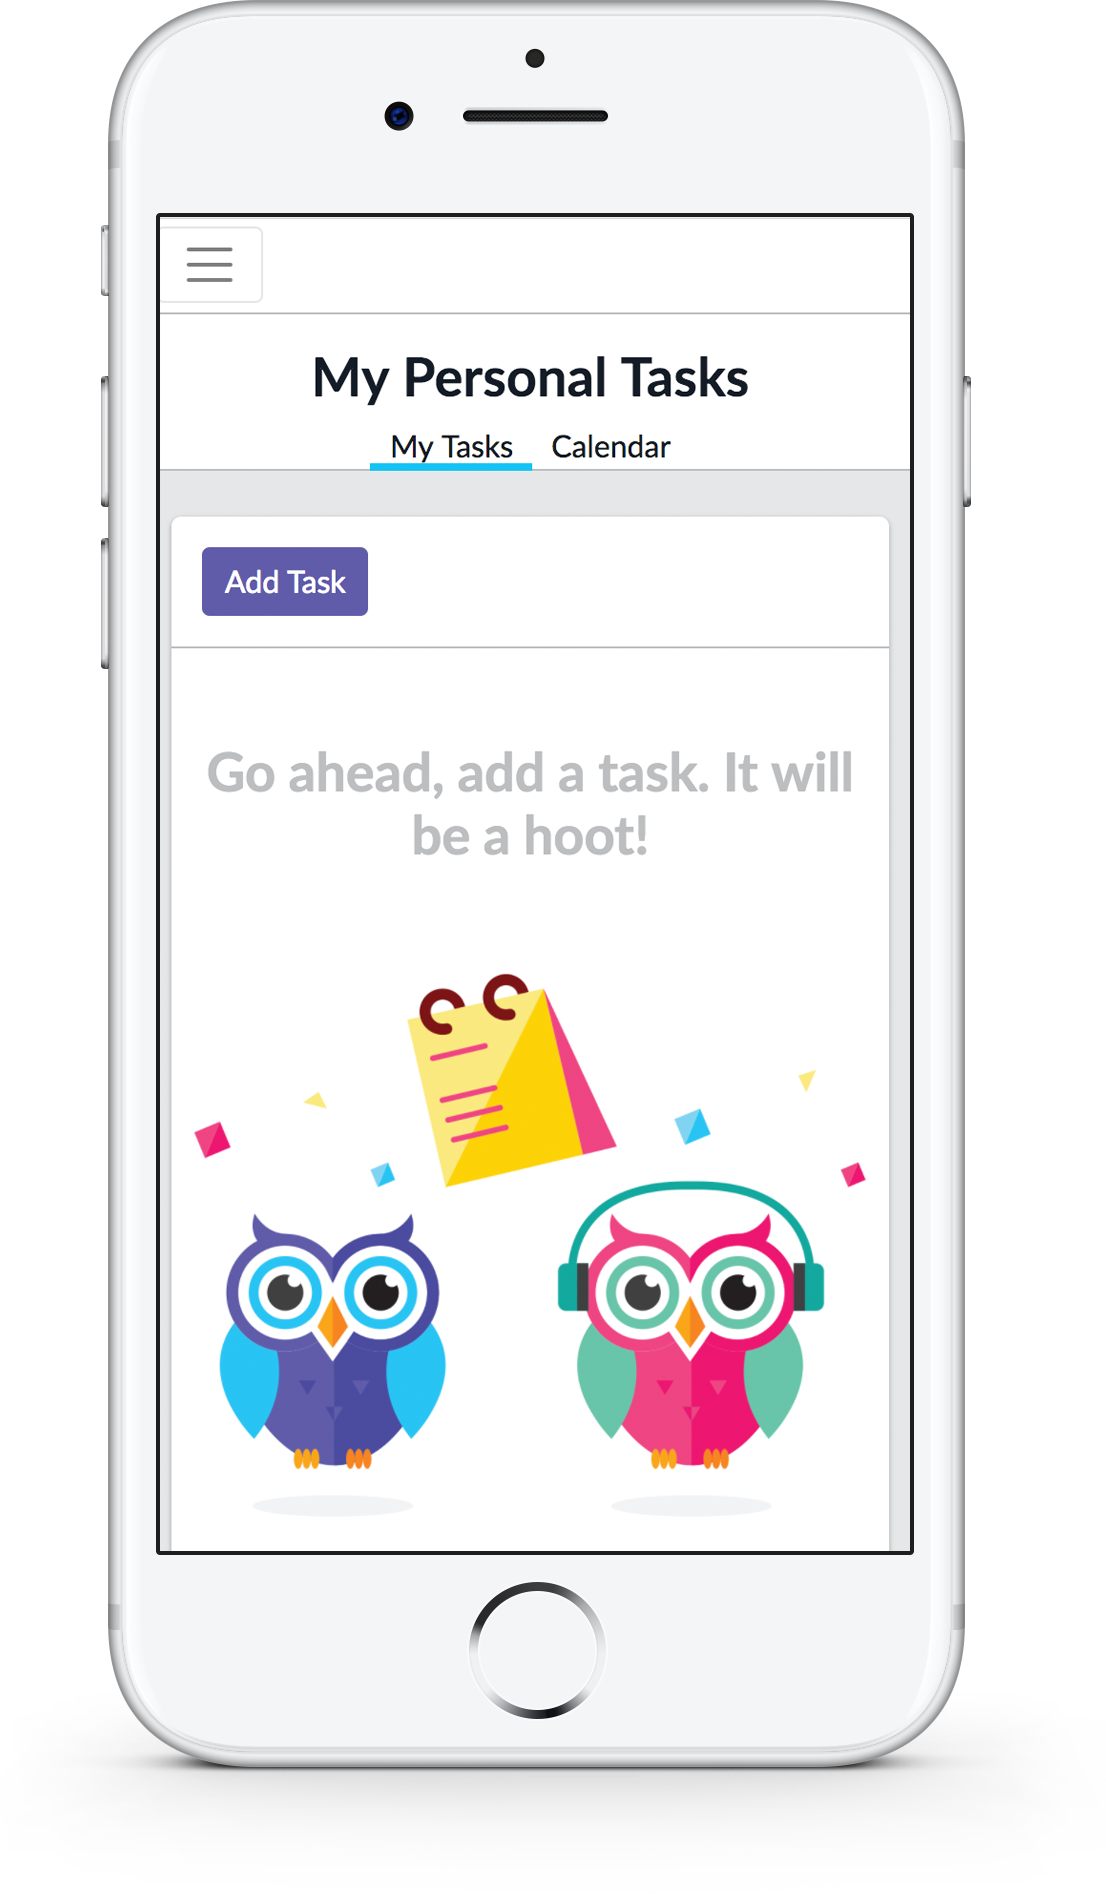 My Personal Tasks
My Tasks Calendar
Add Task
Go ahead, add a task. It will
be a hoot!